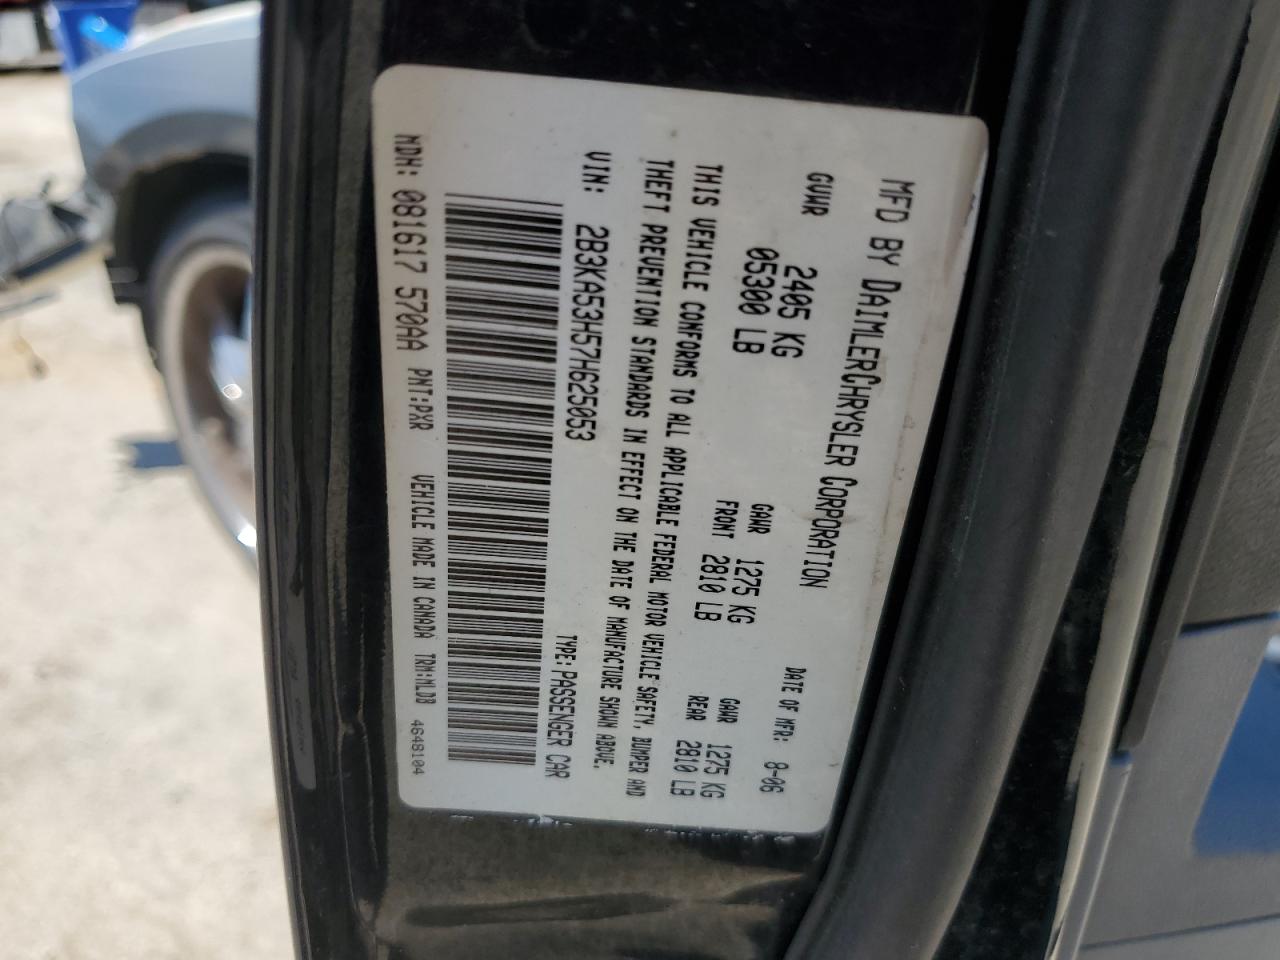 MFD BY DAIMLERCHRYSLER CORPORATION
DATE OF MFR: 8-06
GVWR 2405 KG
05300 LB
GAWR FRONT 1275 KG
2810 LB
GAWR REAR 1275 KG
2810 LB
THIS VEHICLE CONFORMS TO ALL APPLICABLE FEDERAL MOTOR VEHICLE SAFETY, BUMPER AND
THEFT PREVENTION STANDARDS IN EFFECT ON THE DATE OF MANUFACTURE SHOWN ABOVE.
VIN: 2B3KA53H57H625053 TYPE: PASSENGER CAR
MDH: 081617 570AA PNT:PXR VEHICLE MADE IN CANADA TRM:MLDB 4648104